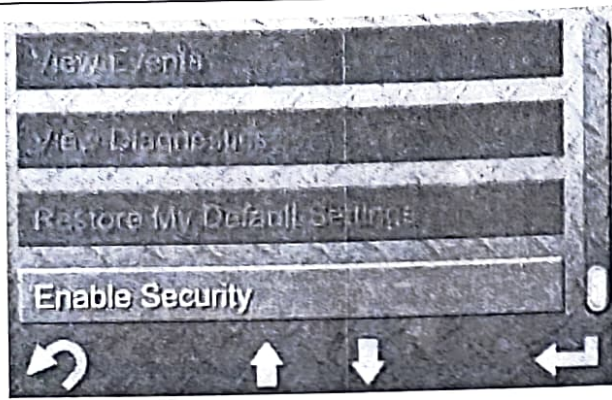 View Events
View Diagnostics
Restore My Default Settings
Enable Security